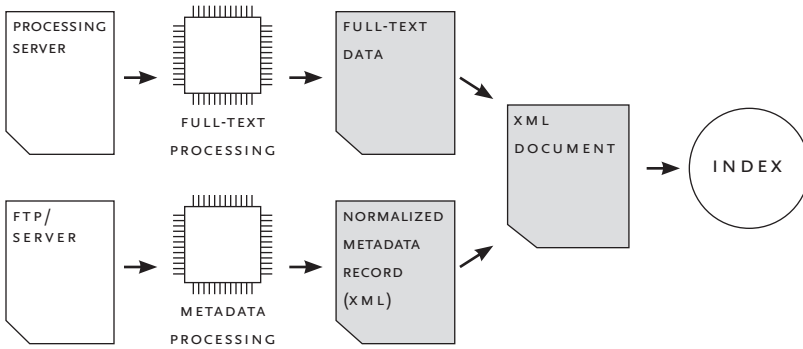 PROCESSING
SERVER
FULL-TEXT
PROCESSING
FULL-TEXT
DATA
XML
DOCUMENT
INDEX
FTP/
SERVER
METADATA
PROCESSING
NORMALIZED
METADATA
RECORD
(XML)